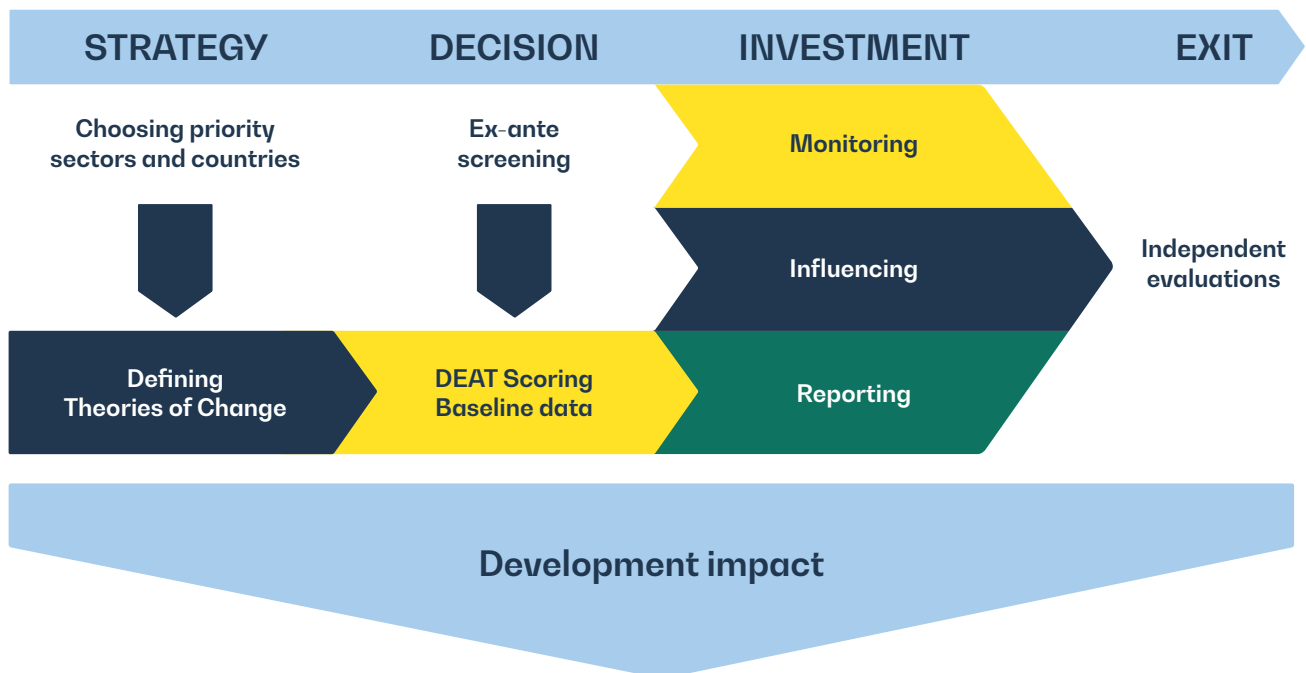 STRATEGY
DECISION
INVESTMENT
EXIT
Choosing priority
sectors and countries
Ex-ante
screening
Monitoring
Influencing
Independent
evaluations
Defining
Theories of Change
DEAT Scoring
Baseline data
Reporting
Development impact